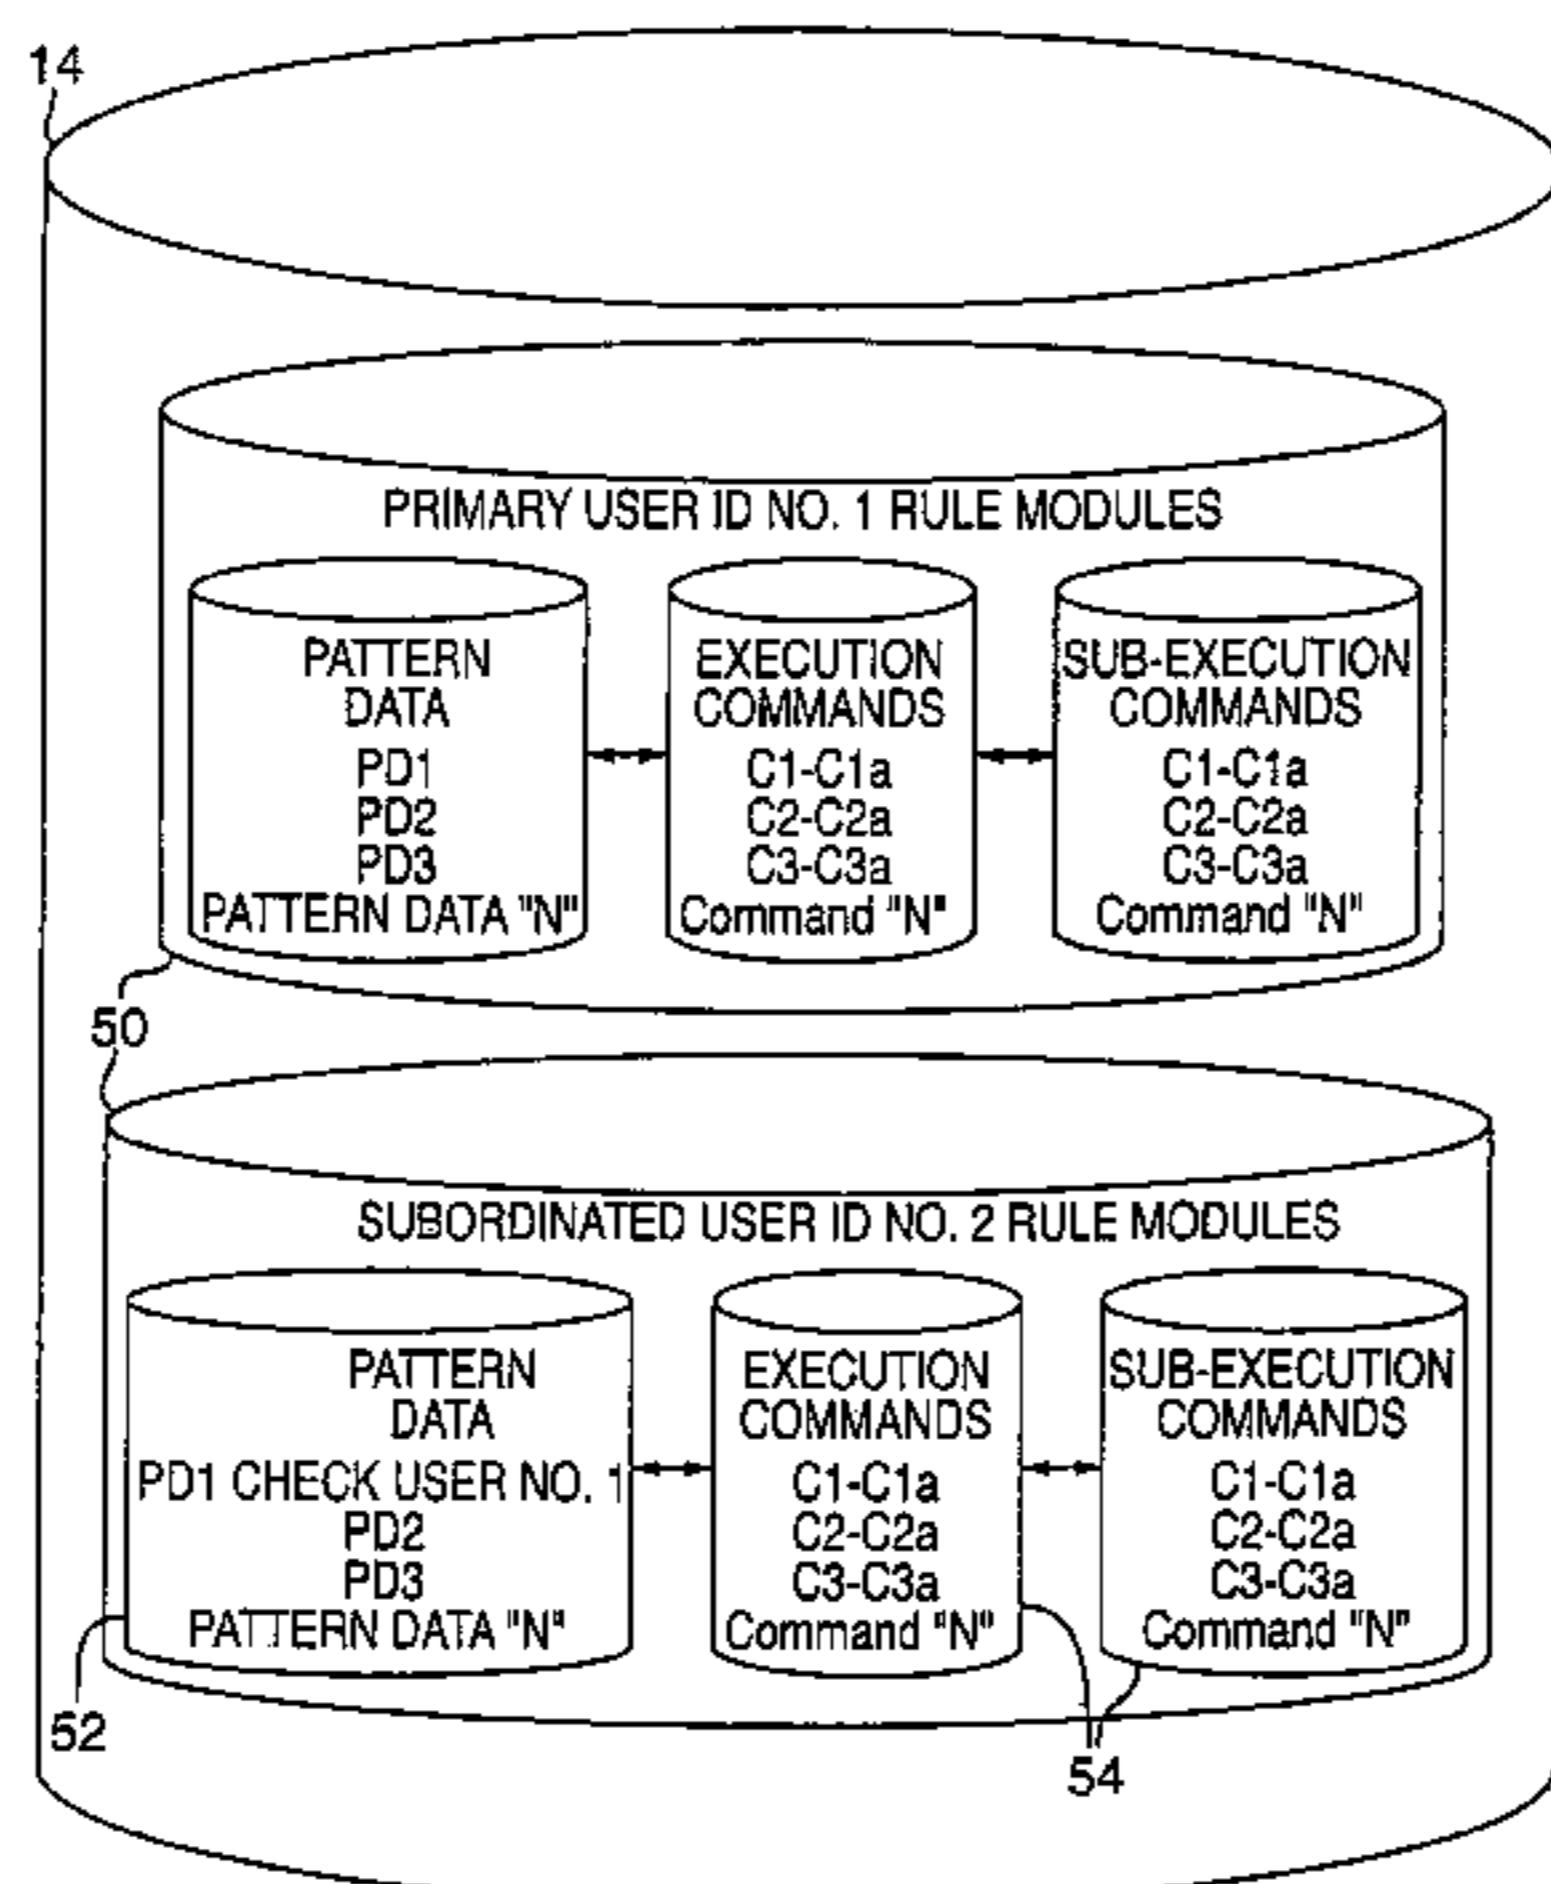 14
PRIMARY USER ID NO. 1 RULE MODULES
PATTERN
DATA
PD1
PD2
PD3
PATTERN DATA "N"
EXECUTION
COMMANDS
C1-C1a
C2-C2a
C3-C3a
Command "N"
SUB-EXECUTION
COMMANDS
C1-C1a
C2-C2a
C3-C3a
Command "N"
50
SUBORDINATED USER ID NO. 2 RULE MODULES
PATTERN
DATA
PD1 CHECK USER NO. 1
PD2
PD3
PATTERN DATA "N"
EXECUTION
COMMANDS
C1-C1a
C2-C2a
C3-C3a
Command "N"
SUB-EXECUTION
COMMANDS
C1-C1a
C2-C2a
C3-C3a
Command "N"
52
54